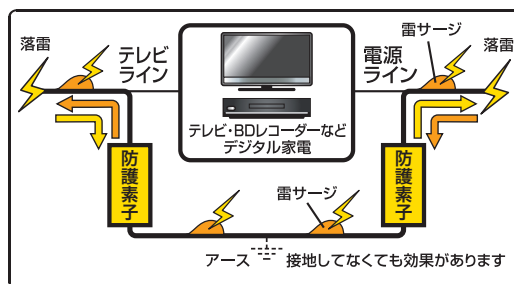 落雷
テレビ
ライン
電源
ライン
雷サージ
落雷
テレビ・BDレコーダーなど
デジタル家電
防護素子
防護素子
雷サージ
アース
接地してなくても効果があります